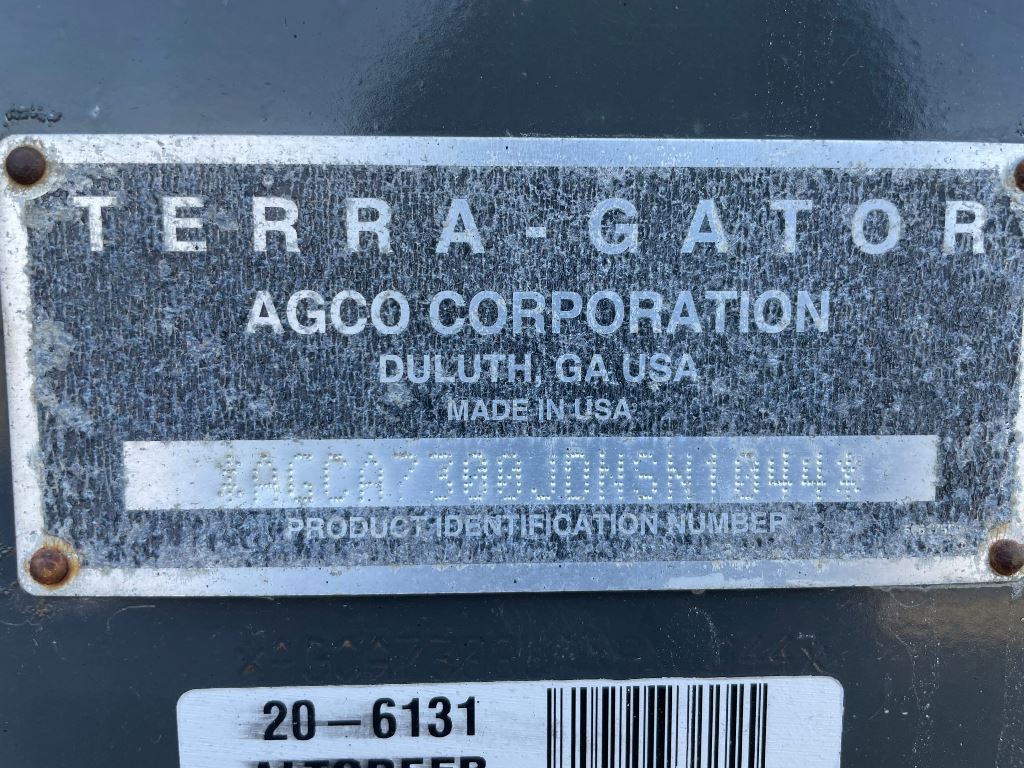 TERRA-GATOR
AGCO CORPORATION
DULUTH, GA USA
MADE IN USA
*AGCA7300JDNSN1044*
PRODUCT IDENTIFICATION NUMBER
20-6131